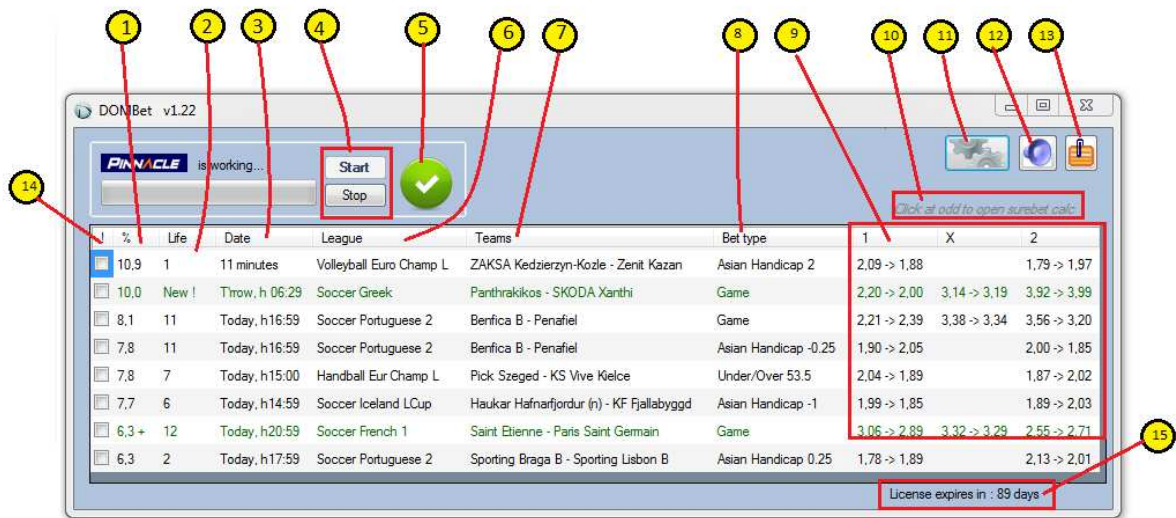 1 2 3 4 5 6 7 8 9 10 11 12 13
DOMBet v1.22
PINNACLE is working...
Start
Stop
14
Click at odd to open surebet calc
! % Life Date League Teams Bet type 1 X 2
10,9 1 11 minutes Volleyball Euro Champ L ZAKSA Kedzierzyn-Kozle - Zenit Kazan Asian Handicap 2 2,09 -> 1,88 1,79 -> 1,97
10,0 New ! T'rrow, h 06:29 Soccer Greek Panthrakikos - SKODA Xanthi Game 2,20 -> 2,00 3,14 -> 3,19 3,92 -> 3,99
8,1 11 Today, h16:59 Soccer Portuguese 2 Benfica B - Penafiel Game 2,21 -> 2,39 3,38 -> 3,34 3,56 -> 3,20
7,8 11 Today, h16:59 Soccer Portuguese 2 Benfica B - Penafiel Asian Handicap -0.25 1,90 -> 2,05 2,00 -> 1,85
7,8 7 Today, h15:00 Handball Eur Champ L Pick Szeged - KS Vive Kielce Under/Over 53.5 2,04 -> 1,89 1,87 -> 2,02
7,7 6 Today, h14:59 Soccer Iceland LCup Haukar Hafnarfjordur (n) - KF Fjallabyggd Asian Handicap -1 1,99 -> 1,85 1,89 -> 2,03
6,3 + 12 Today, h20:59 Soccer French 1 Saint Etienne - Paris Saint Germain Game 3,06 -> 2,89 3,32 -> 3,29 2,55 -> 2,71
15
6,3 2 Today, h17:59 Soccer Portuguese 2 Sporting Braga B - Sporting Lisbon B Asian Handicap 0.25 1,78 -> 1,89 2,13 -> 2,01
License expires in : 89 days